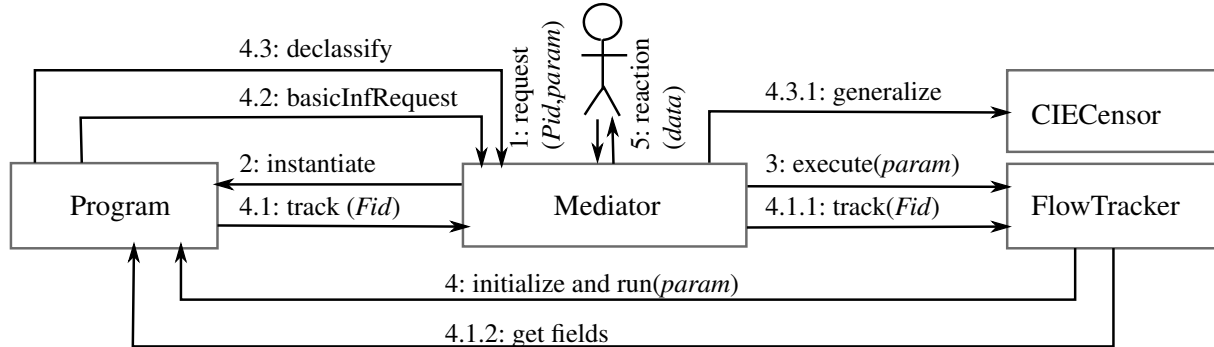 4.3: declassify
4.2: basicInfRequest
1: request
(Pid,param)
5: reaction
(data)
4.3.1: generalize
CIECensor
2: instantiate
3: execute(param)
Program
Mediator
FlowTracker
4.1: track (Fid)
4.1.1: track(Fid)
4: initialize and run(param)
4.1.2: get fields